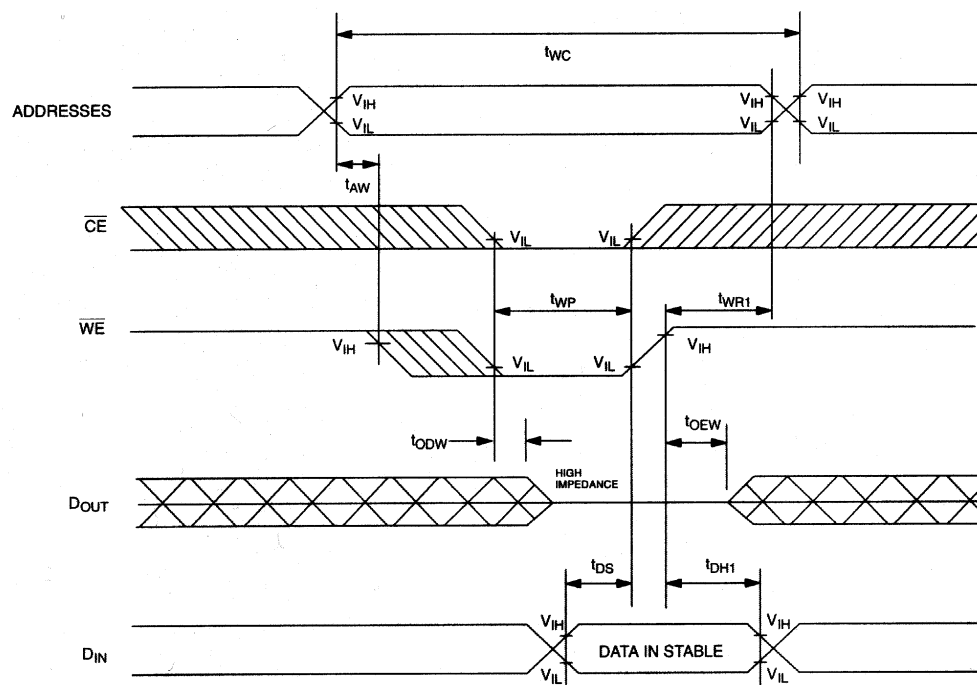 tWC
ADDRESSES
VIH VIH VIH
VIL VIL VIL
tAW
CE VIL VIL
tWP tWR1
WE
VIH VIH
VIL VIL
tODW tOEW
HIGH
IMPEDANCE
DOUT
tDS tDH1
VIH VIH
DIN DATA IN STABLE
VIL VIL